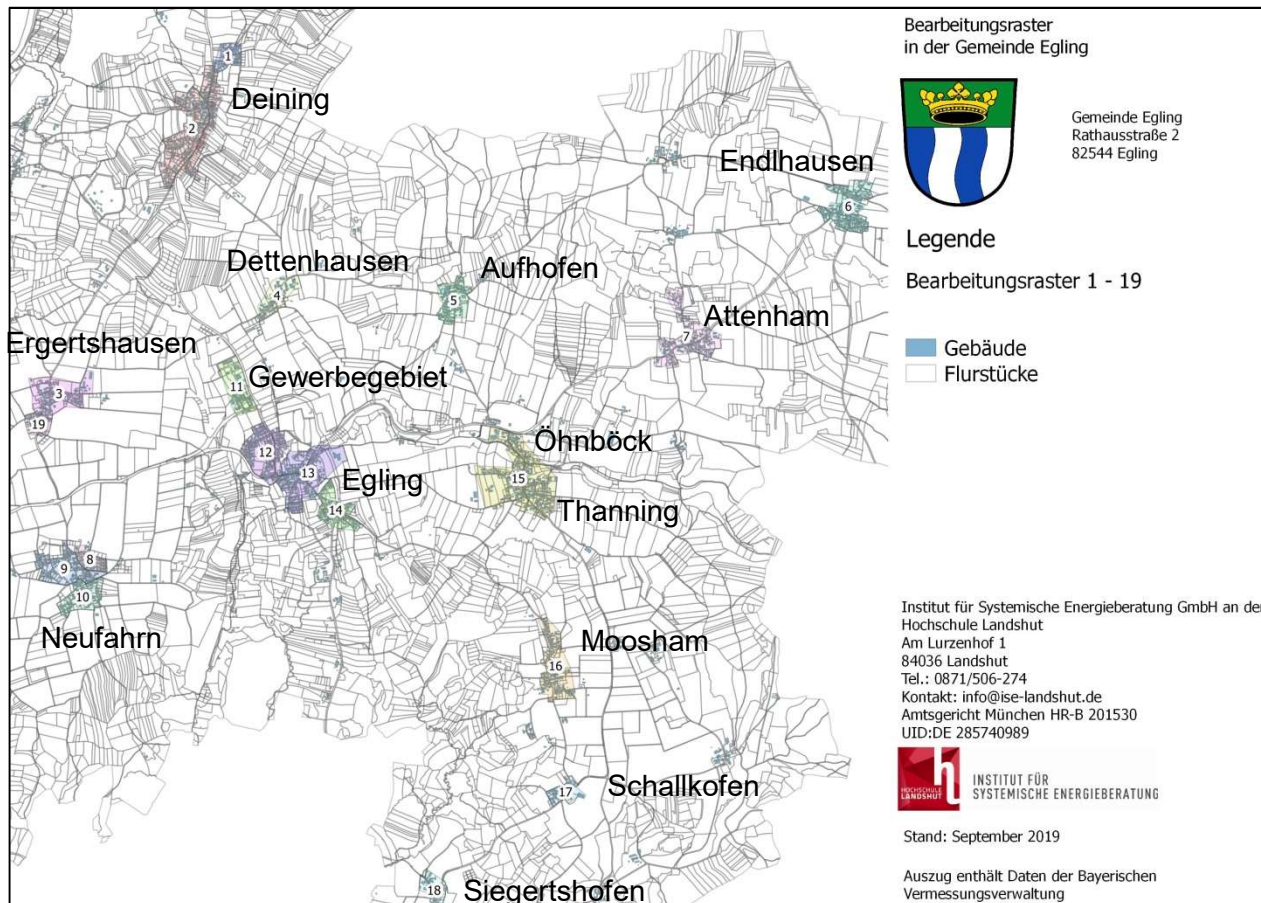 Bearbeitungsraster
in der Gemeinde Egling
Gemeinde Egling
Rathausstraße 2
82544 Egling
Legende
Bearbeitungsraster 1 - 19
Gebäude
Flurstücke
1
Deining
2
Endlhausen
6
Dettenhausen
4
Aufhofen
5
Attenham
7
Ergertshausen
3
19
Gewerbegebiet
11
12
13
Egling
14
Öhnböck
15
Thanning
8
9
10
Neufahrn
Moosham
16
Schallkofen
17
18
Siegertshofen
Institut für Systemische Energieberatung GmbH an der
Hochschule Landshut
Am Lurzenhof 1
84036 Landshut
Tel.: 0871/506-274
Kontakt: info@ise-landshut.de
Amtsgericht München HR-B 201530
UID:DE 285740989
HOCHSCHULE
LANDSHUT
INSTITUT FÜR
SYSTEMISCHE ENERGIEBERATUNG
Stand: September 2019
Auszug enthält Daten der Bayerischen
Vermessungsverwaltung